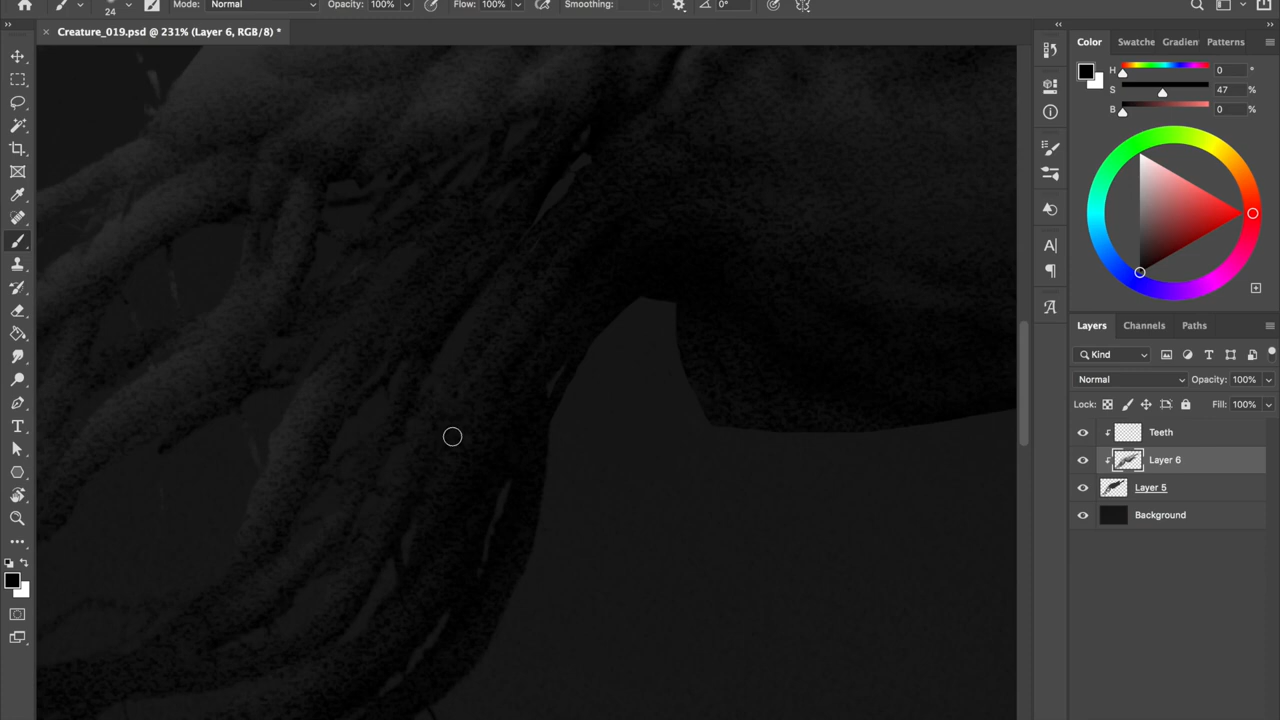 24 Mode: Normal Opacity: 100% Flow: 100% Smoothing: 0°
× Creature_019.psd @ 231% (Layer 6, RGB/8) *
Color Swatche Gradien Patterns
H 0 °
S 47 %
B 0 %
Layers Channels Paths
Kind
Normal Opacity: 100%
Lock: Fill: 100%
Teeth
Layer 6
Layer 5
Background